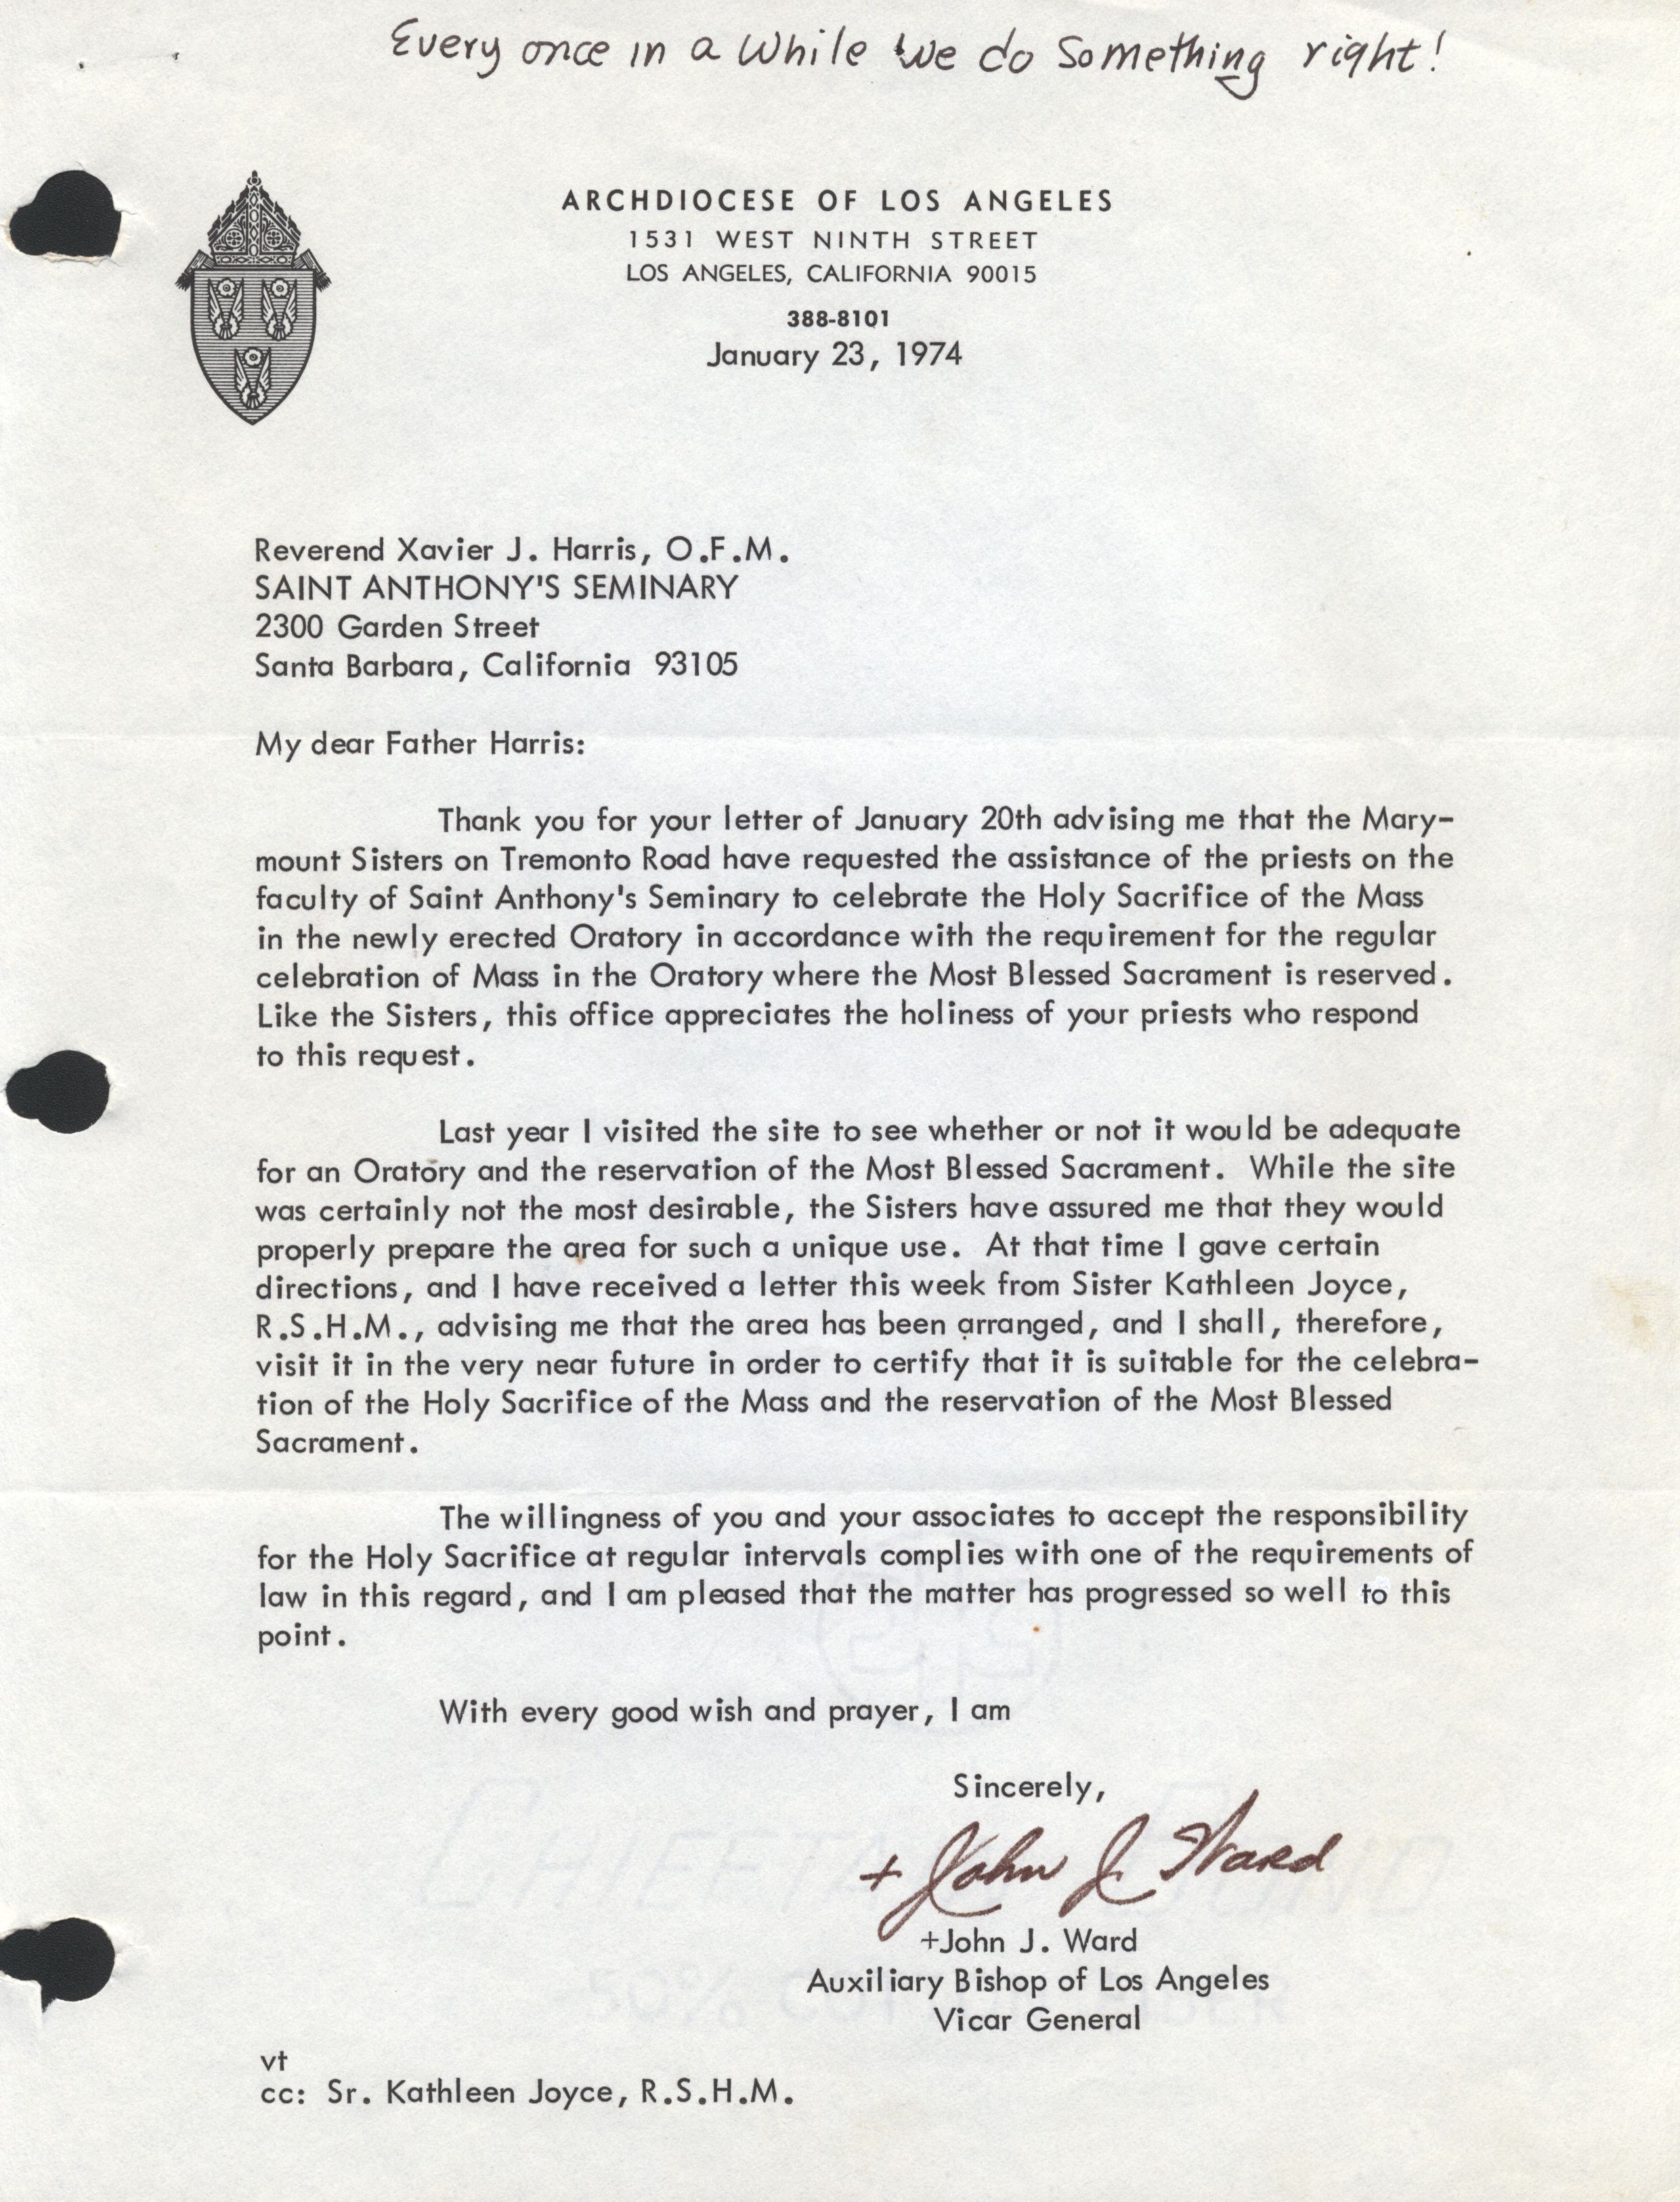 Every once in a While We do Something right!
ARCHDIOCESE OF LOS ANGELES
1531 WEST NINTH STREET
LOS ANGELES, CALIFORNIA 90015
388-8101
January 23, 1974
Reverend Xavier J. Harris, O.F.M.
SAINT ANTHONY'S SEMINARY
2300 Garden Street
Santa Barbara, California 93105
My dear Father Harris:
Thank you for your letter of January 20th advising me that the Mary-
mount Sisters on Tremonto Road have requested the assistance of the priests on the
faculty of Saint Anthony's Seminary to celebrate the Holy Sacrifice of the Mass
in the newly erected Oratory in accordance with the requirement for the regular
celebration of Mass in the Oratory where the Most Blessed Sacrament is reserved.
Like the Sisters, this office appreciates the holiness of your priests who respond
to this request.
Last year I visited the site to see whether or not it would be adequate
for an Oratory and the reservation of the Most Blessed Sacrament. While the site
was certainly not the most desirable, the Sisters have assured me that they would
properly prepare the area for such a unique use. At that time I gave certain
directions, and I have received a letter this week from Sister Kathleen Joyce,
R.S.H.M., advising me that the area has been arranged, and I shall, therefore,
visit it in the very near future in order to certify that it is suitable for the celebra-
tion of the Holy Sacrifice of the Mass and the reservation of the Most Blessed
Sacrament.
The willingness of you and your associates to accept the responsibility
for the Holy Sacrifice at regular intervals complies with one of the requirements of
law in this regard, and I am pleased that the matter has progressed so well to this
point.
With every good wish and prayer, I am
Sincerely,
+ John J. Ward
+John J. Ward
Auxiliary Bishop of Los Angeles
Vicar General
vt
cc: Sr. Kathleen Joyce, R.S.H.M.